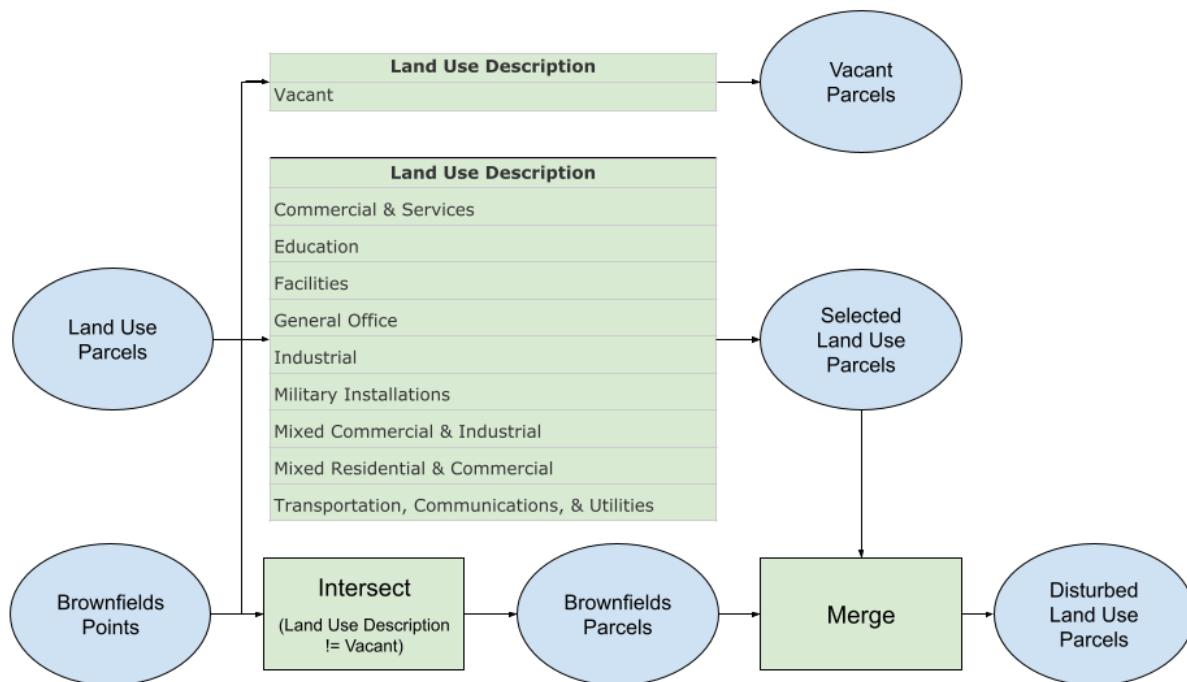 Land Use Description
Vacant
Vacant
Parcels
Land Use Description
Commercial & Services
Education
Facilities
General Office
Industrial
Military Installations
Mixed Commercial & Industrial
Mixed Residential & Commercial
Transportation, Communications, & Utilities
Land Use
Parcels
Selected
Land Use
Parcels
Brownfields
Points
Intersect
(Land Use Description
!= Vacant)
Brownfields
Parcels
Merge
Disturbed
Land Use
Parcels